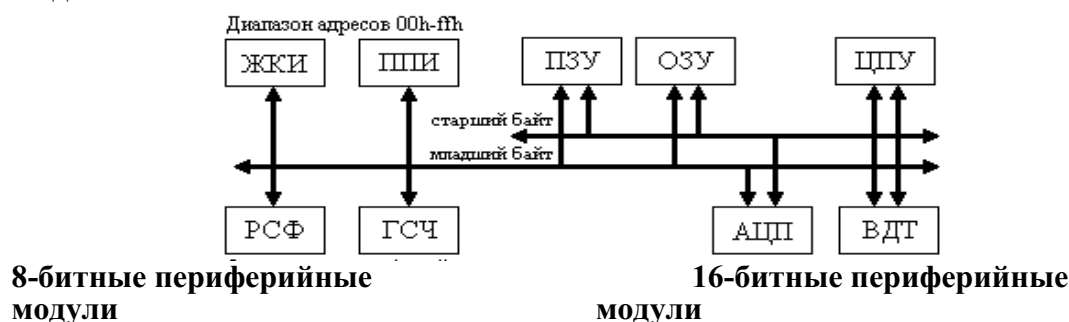 Диапазон адресов 00h-ffh
ЖКИ ППИ ПЗУ ОЗУ ЦПУ
старший байт
младший байт
РСФ ГСЧ АЦП ВДТ
8-битные периферийные 16-битные периферийные
модули модули